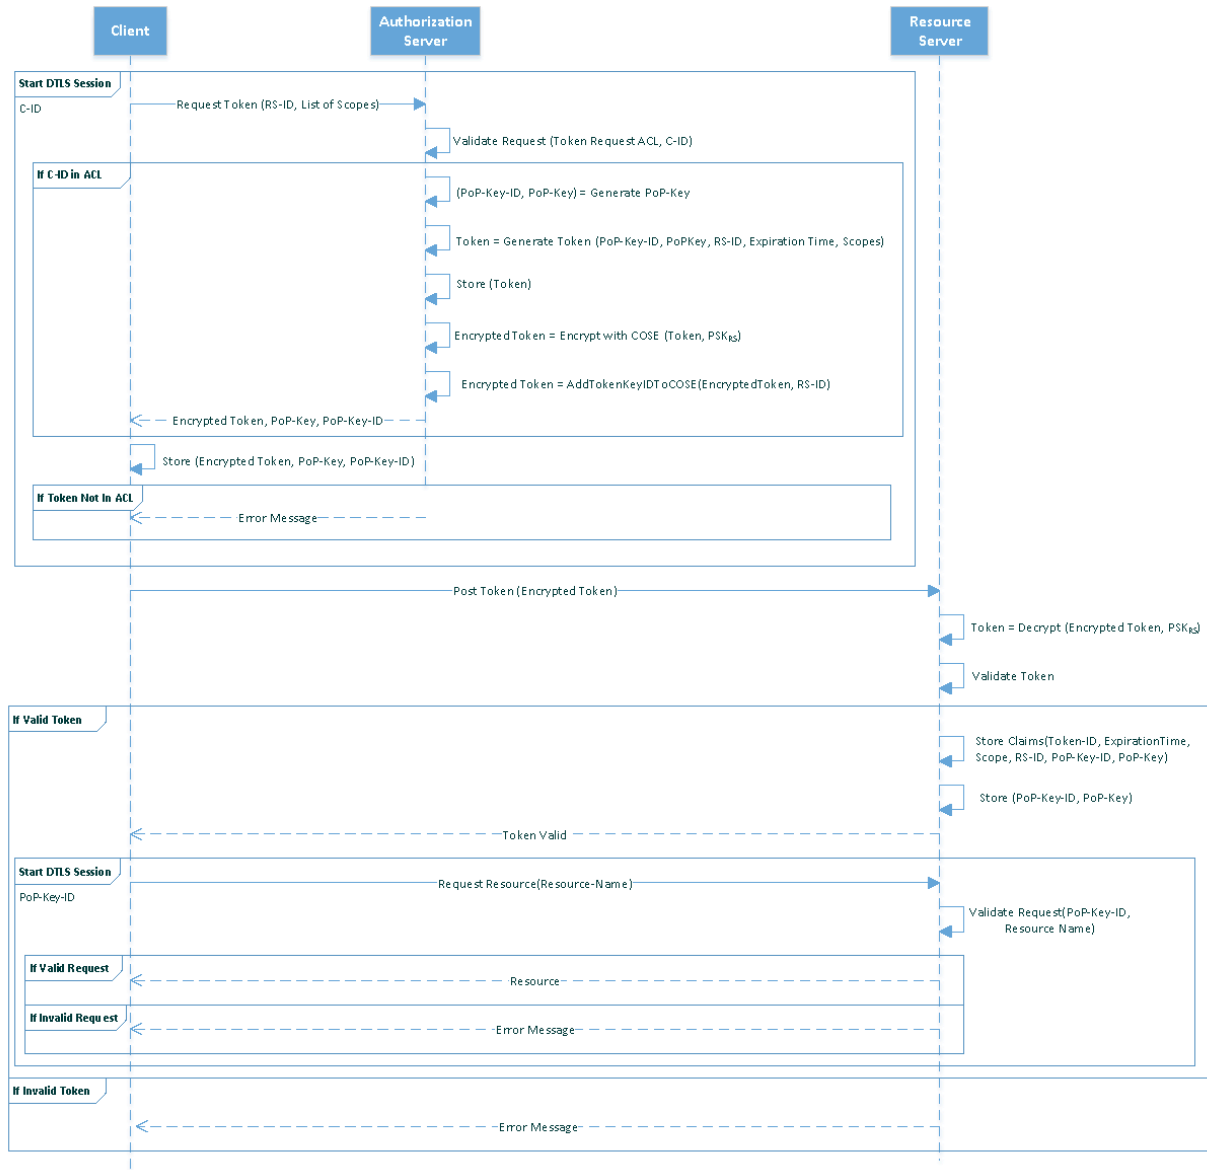 Client
Authorization
Server
Resource
Server
Start DTLS Session
C-ID
Request Token (RS-ID, List of Scopes)
Validate Request (Token Request ACL, C-ID)
If C-ID in ACL
(PoP-Key-ID, PoP-Key) = Generate PoP-Key
Token = Generate Token (PoP-Key-ID, PoPKey, RS-ID, Expiration Time, Scopes)
Store (Token)
Encrypted Token = Encrypt with COSE (Token, PSKRS)
Encrypted Token = AddTokenKeyIDToCOSE(EncryptedToken, RS-ID)
Encrypted Token, PoP-Key, PoP-Key-ID
Store (Encrypted Token, PoP-Key, PoP-Key-ID)
If Token Not In ACL
Error Message
Post Token (Encrypted Token)
Token = Decrypt (Encrypted Token, PSKRS)
Validate Token
If Valid Token
Store Claims(Token-ID, ExpirationTime,
Scope, RS-ID, PoP-Key-ID, PoP-Key)
Store (PoP-Key-ID, PoP-Key)
Token Valid
Start DTLS Session
PoP-Key-ID
Request Resource(Resource-Name)
Validate Request(PoP-Key-ID,
Resource Name)
If Valid Request
Resource
If Invalid Request
Error Message
If Invalid Token
Error Message